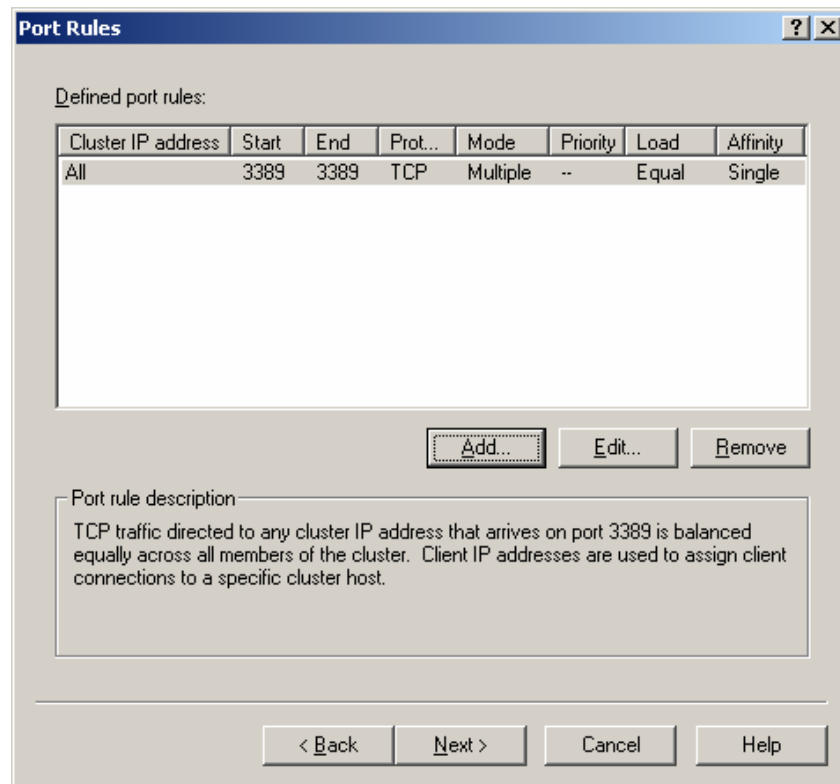 Port Rules
Defined port rules:
Cluster IP address Start End Prot... Mode Priority Load Affinity
All 3389 3389 TCP Multiple -- Equal Single
Add... Edit... Remove
Port rule description
TCP traffic directed to any cluster IP address that arrives on port 3389 is balanced
equally across all members of the cluster. Client IP addresses are used to assign client
connections to a specific cluster host.
< Back Next > Cancel Help